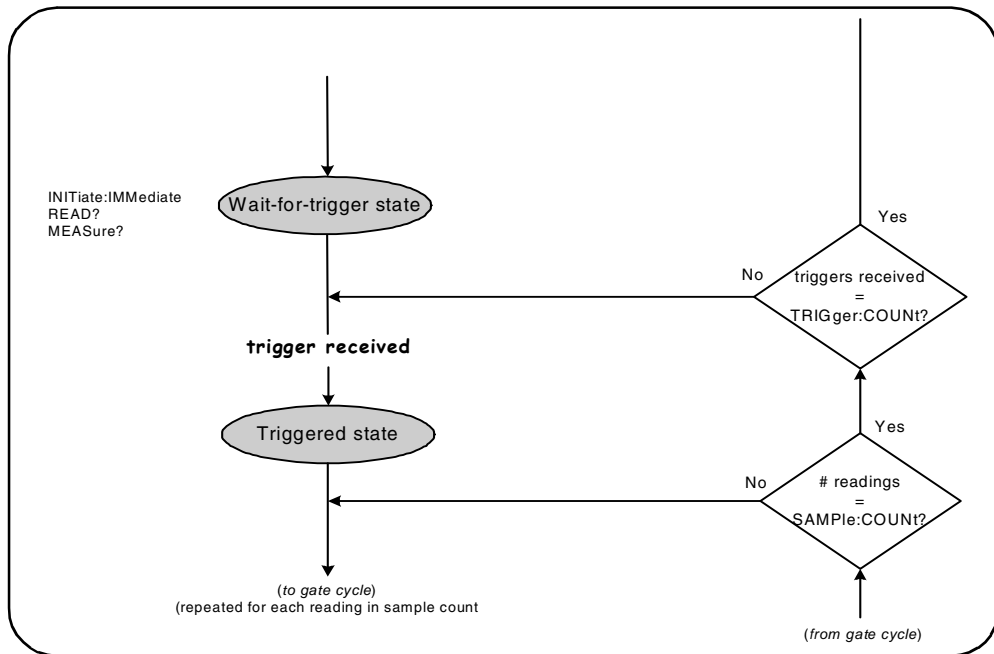 INITiate:IMMediate
READ?
MEASure?
Wait-for-trigger state
Yes
No
triggers received
=
TRIGger:COUNt?
trigger received
Triggered state
Yes
No
# readings
=
SAMPle:COUNt?
(to gate cycle)
(repeated for each reading in sample count
(from gate cycle)